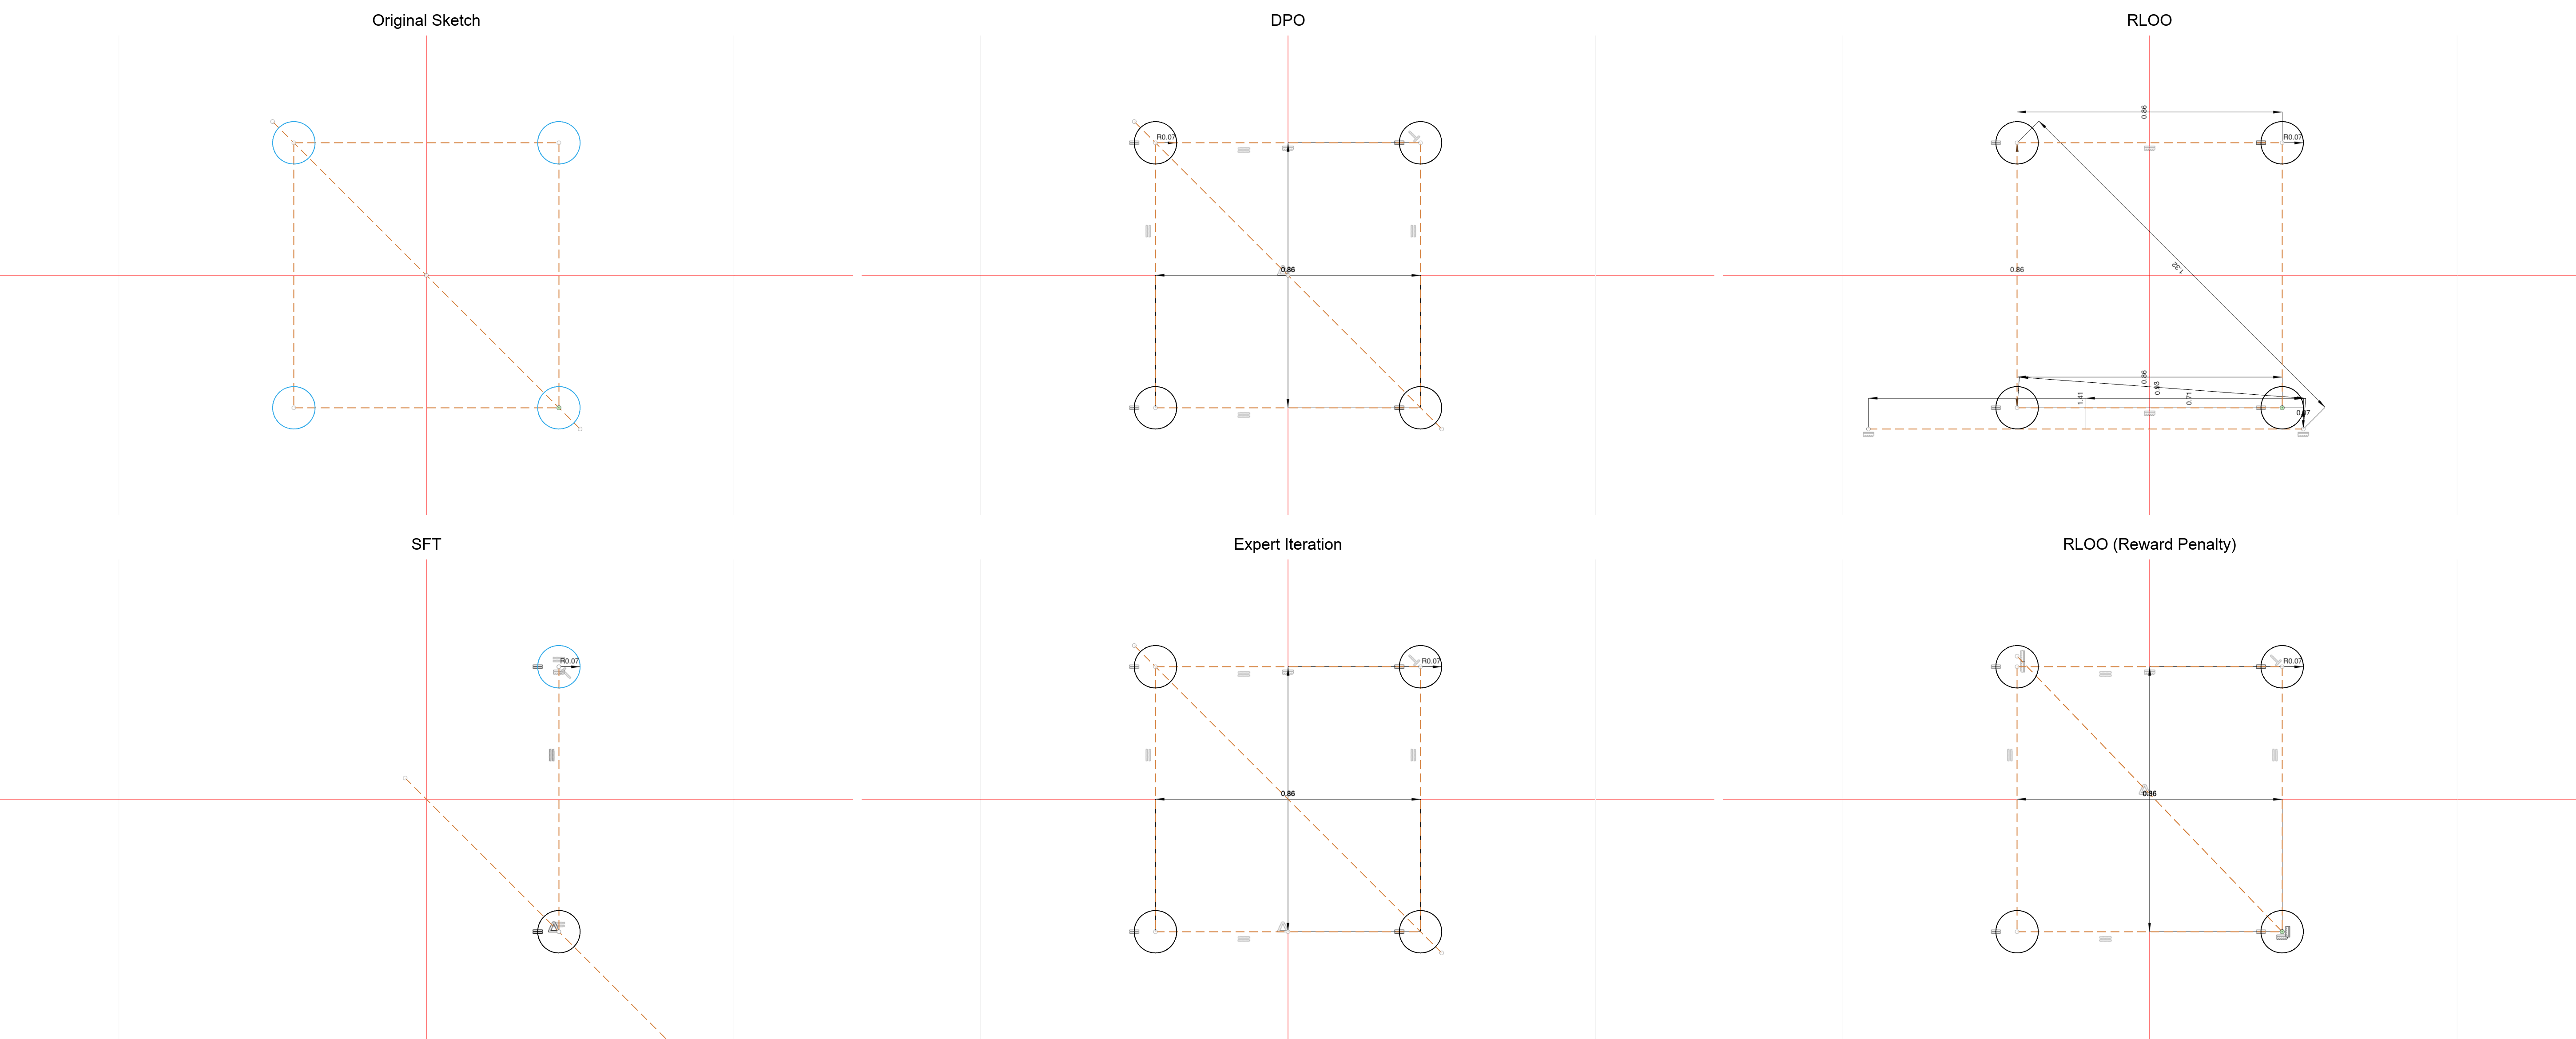 Original Sketch
DPO
RLOO
R0.07
0.86
0.86
R0.07
0.86
1.32
0.86
0.93
1.41
0.71
SFT
Expert Iteration
RLOO (Reward Penalty)
R0.07
R0.07
0.86
R0.07
0.86